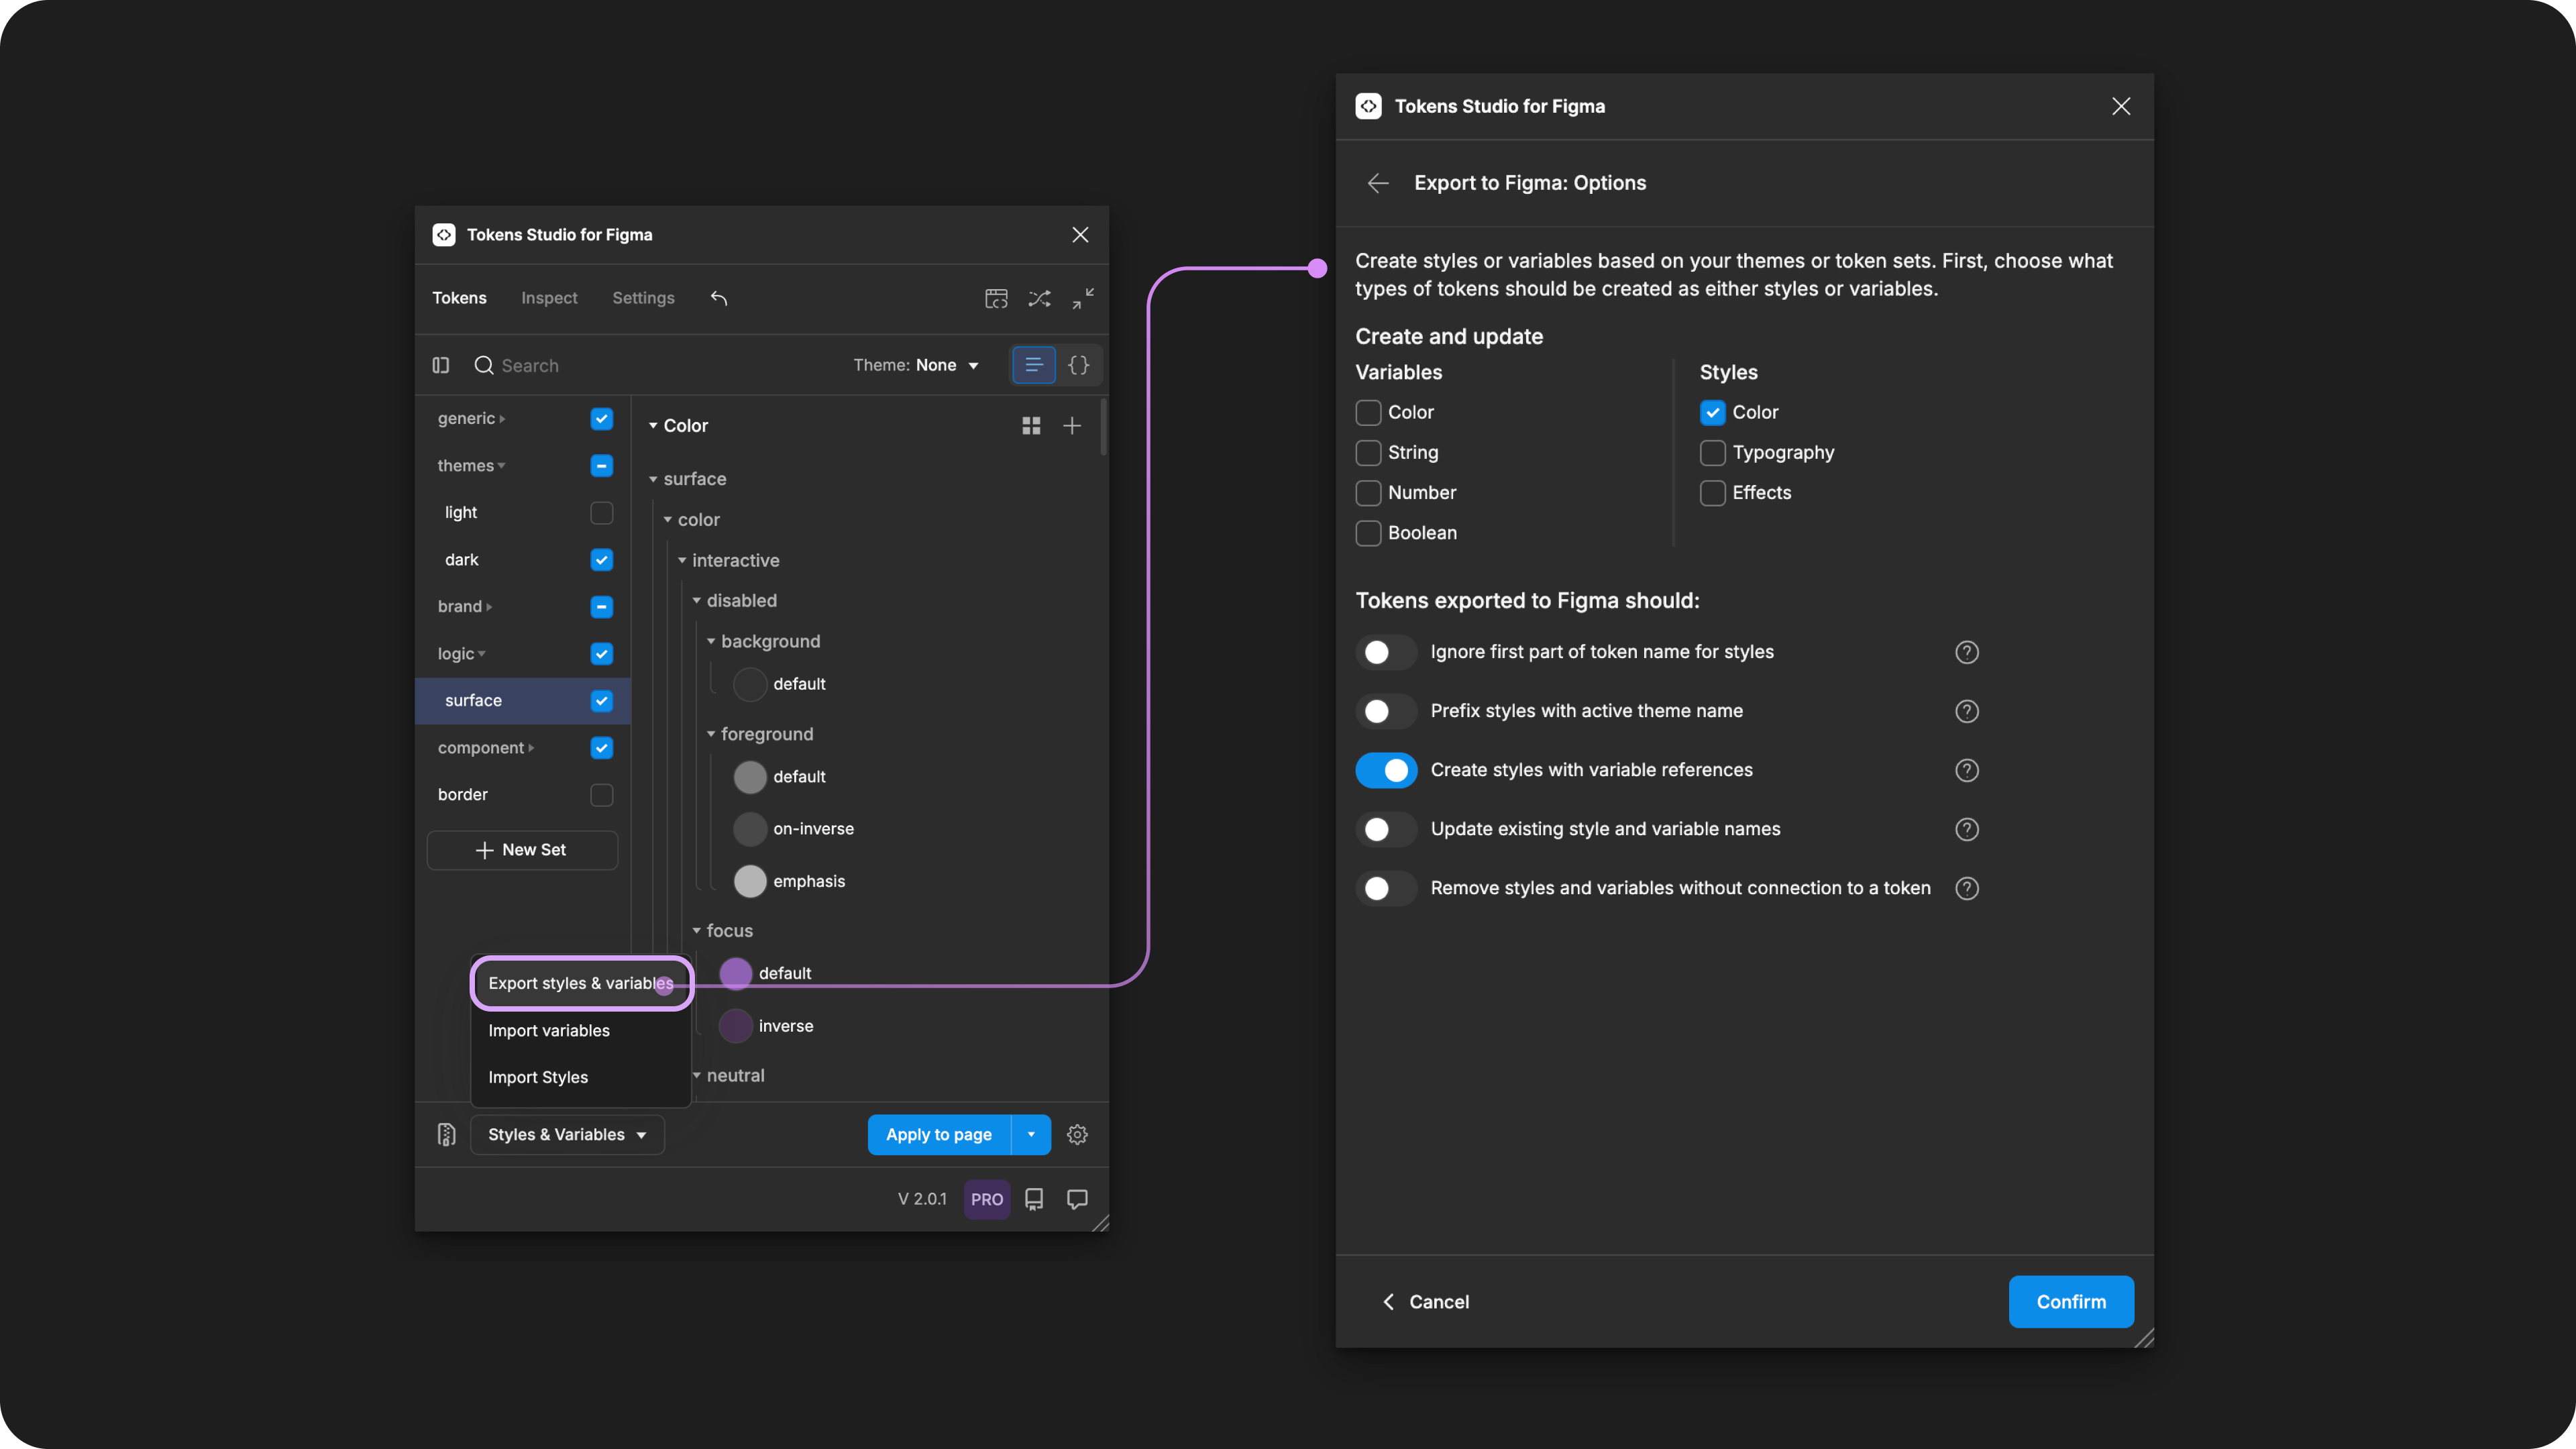 Tokens Studio for Figma
Tokens
Inspect
Settings
Search
Theme: None
generic
themes
light
dark
brand
logic
surface
component
border
New Set
Color
surface
color
interactive
disabled
background
default
foreground
default
on-inverse
emphasis
focus
default
inverse
neutral
Export styles & variables
Import variables
Import Styles
Styles & Variables
Apply to page
V 2.0.1
PRO
Tokens Studio for Figma
Export to Figma: Options
Create styles or variables based on your themes or token sets. First, choose what
types of tokens should be created as either styles or variables.
Create and update
Variables
Color
String
Number
Boolean
Styles
Color
Typography
Effects
Tokens exported to Figma should:
Ignore first part of token name for styles
Prefix styles with active theme name
Create styles with variable references
Update existing style and variable names
Remove styles and variables without connection to a token
Cancel
Confirm